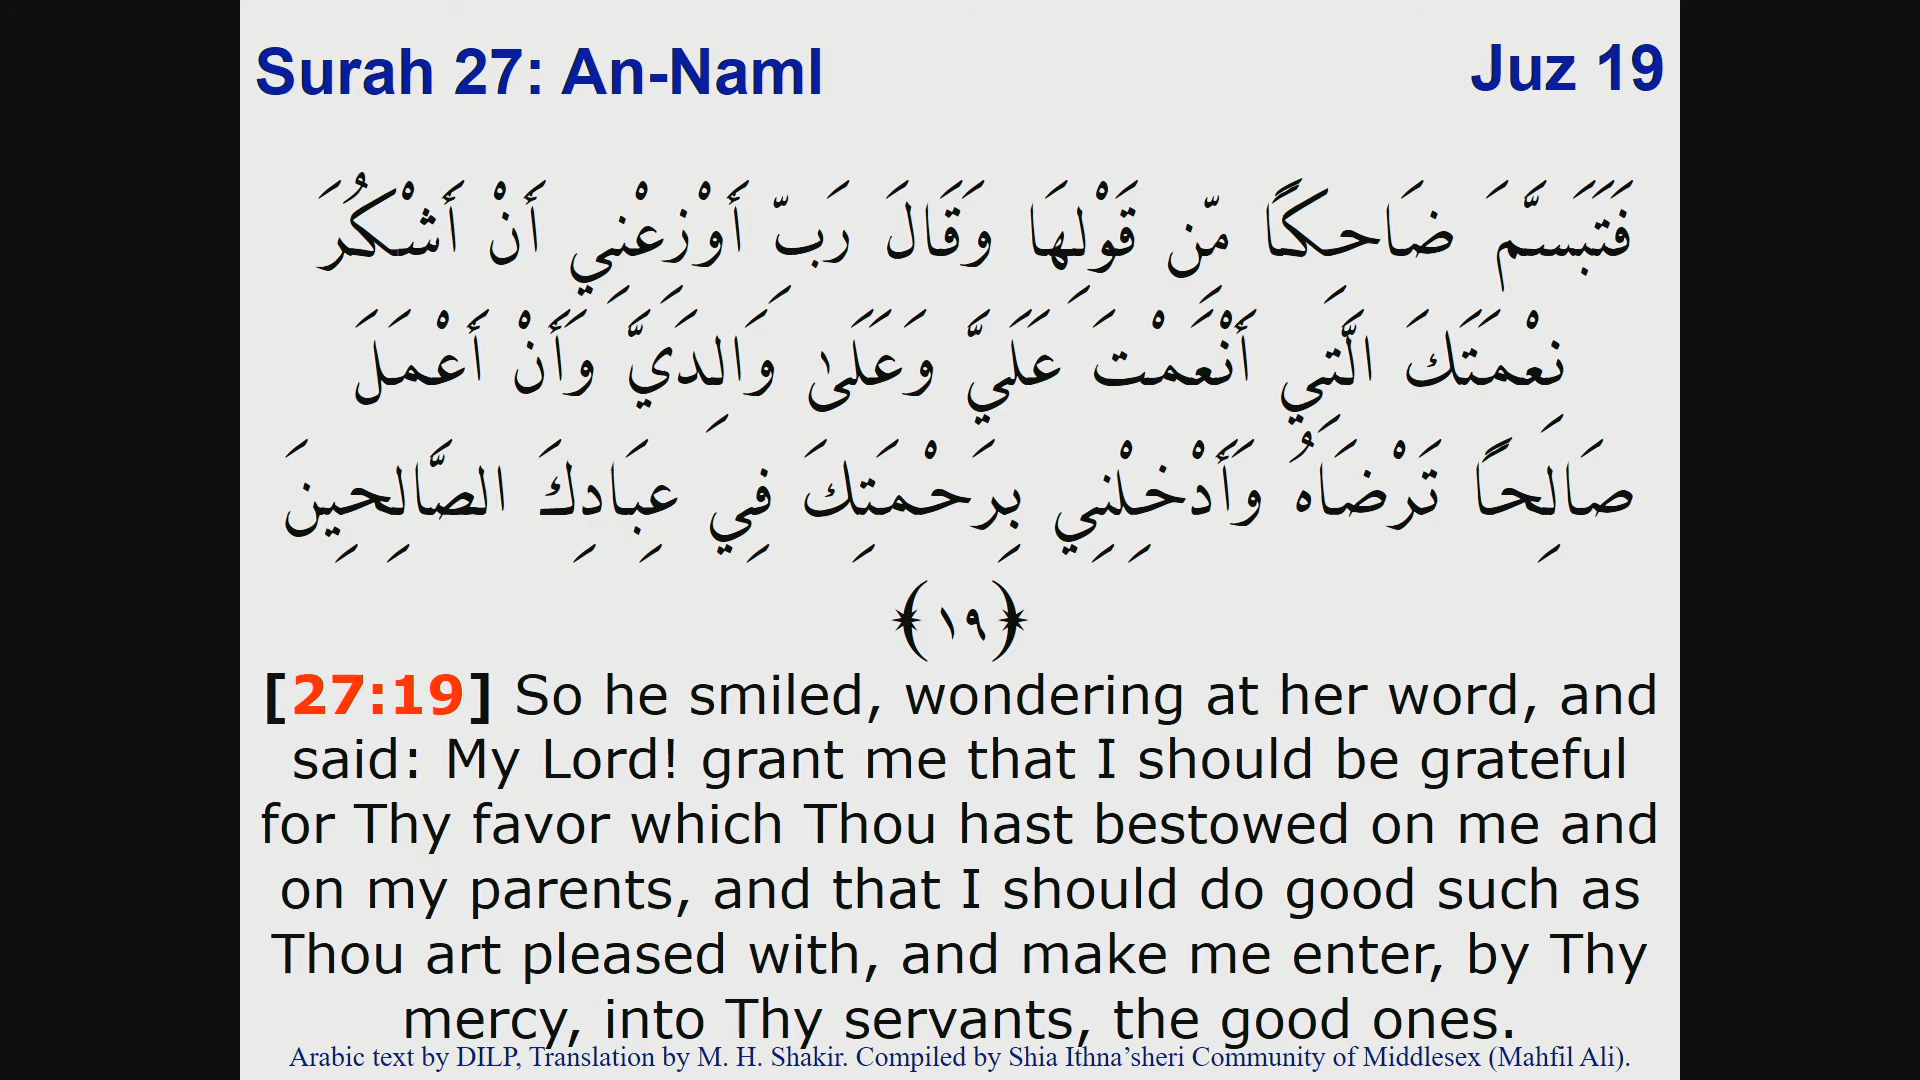 Surah 27: An-Naml
Juz 19
فَتَبَسَّمَ ضَاحِكًا مِّن قَوْلِهَا وَقَالَ رَبِّ أَوْزِعْنِي أَنْ أَشْكُرَ
نِعْمَتَكَ الَّتِي أَنْعَمْتَ عَلَيَّ وَعَلَىٰ وَالِدَيَّ وَأَنْ أَعْمَلَ
صَالِحًا تَرْضَاهُ وَأَدْخِلْنِي بِرَحْمَتِكَ فِي عِبَادِكَ الصَّالِحِينَ
﴿١٩﴾
[27:19] So he smiled, wondering at her word, and
said: My Lord! grant me that I should be grateful
for Thy favor which Thou hast bestowed on me and
on my parents, and that I should do good such as
Thou art pleased with, and make me enter, by Thy
mercy, into Thy servants, the good ones.
Arabic text by DILP, Translation by M. H. Shakir. Compiled by Shia Ithna’sheri Community of Middlesex (Mahfil Ali).